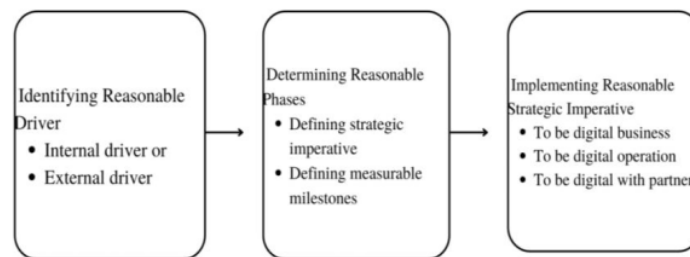 Identifying Reasonable
Driver
• Internal driver or
• External driver
Determining Reasonable
Phases
• Defining strategic
imperative
• Defining measurable
milestones
Implementing Reasonable
Strategic Imperative
• To be digital business
• To be digital operation
• To be digital with partner